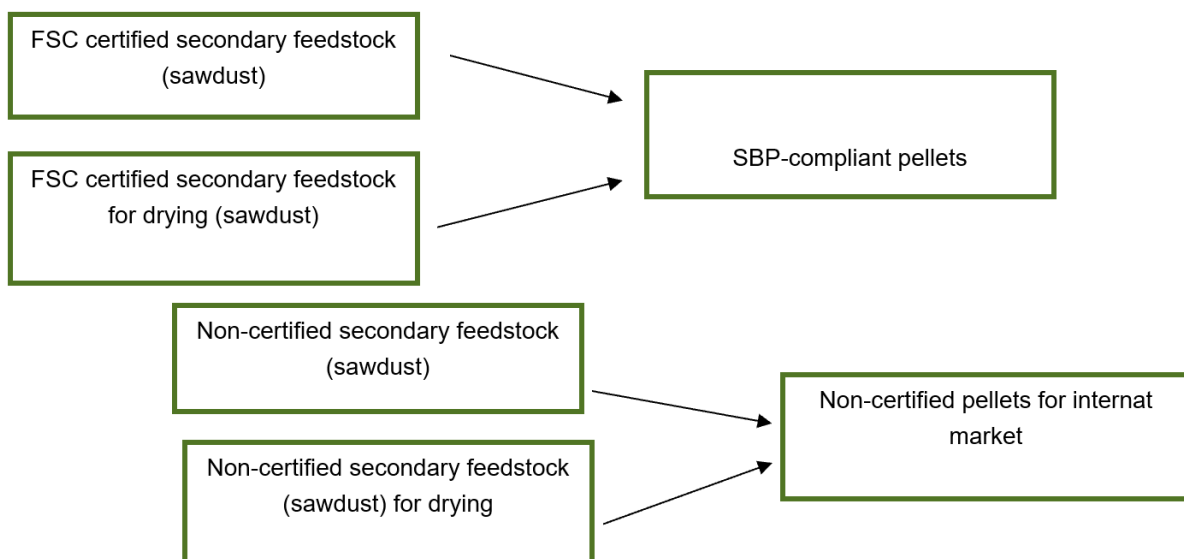 FSC certified secondary feedstock
(sawdust)
SBP-compliant pellets
FSC certified secondary feedstock
for drying (sawdust)
Non-certified secondary feedstock
(sawdust)
Non-certified pellets for internat
market
Non-certified secondary feedstock
(sawdust) for drying